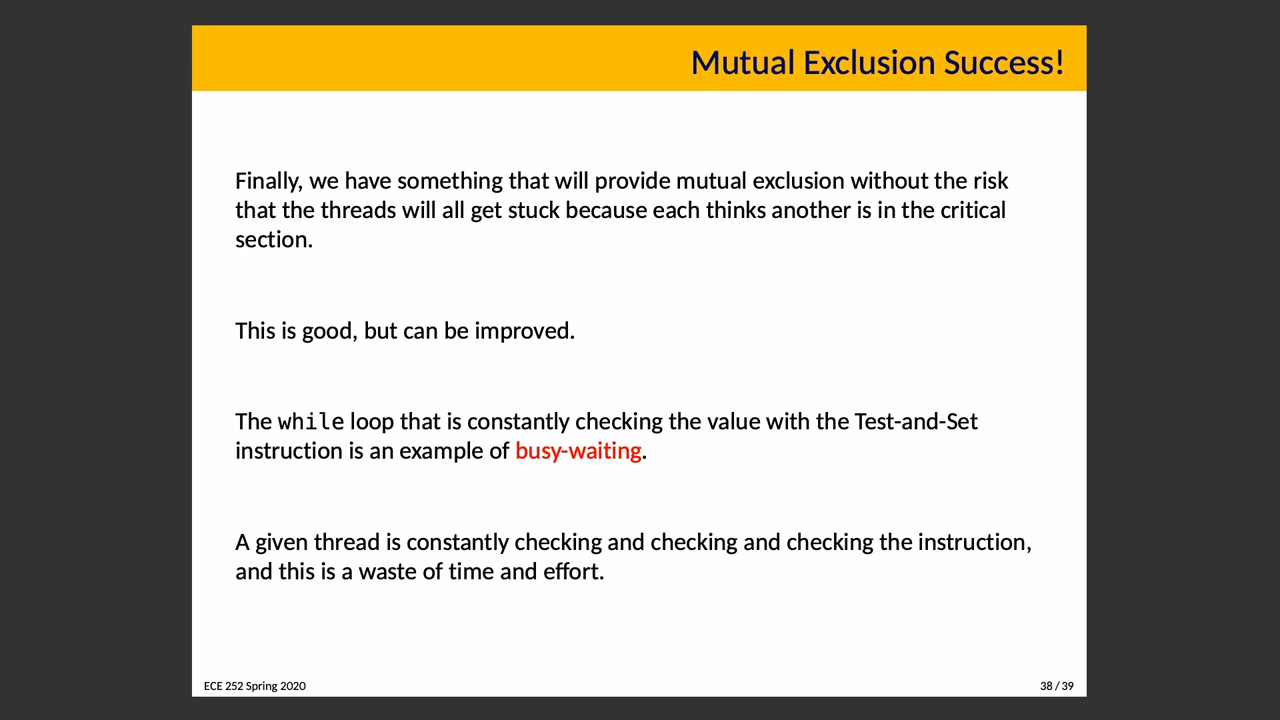 Mutual Exclusion Success!
Finally, we have something that will provide mutual exclusion without the risk
that the threads will all get stuck because each thinks another is in the critical
section.
This is good, but can be improved.
The while loop that is constantly checking the value with the Test-and-Set
instruction is an example of busy-waiting.
A given thread is constantly checking and checking and checking the instruction,
and this is a waste of time and effort.
ECE 252 Spring 2020
38 / 39